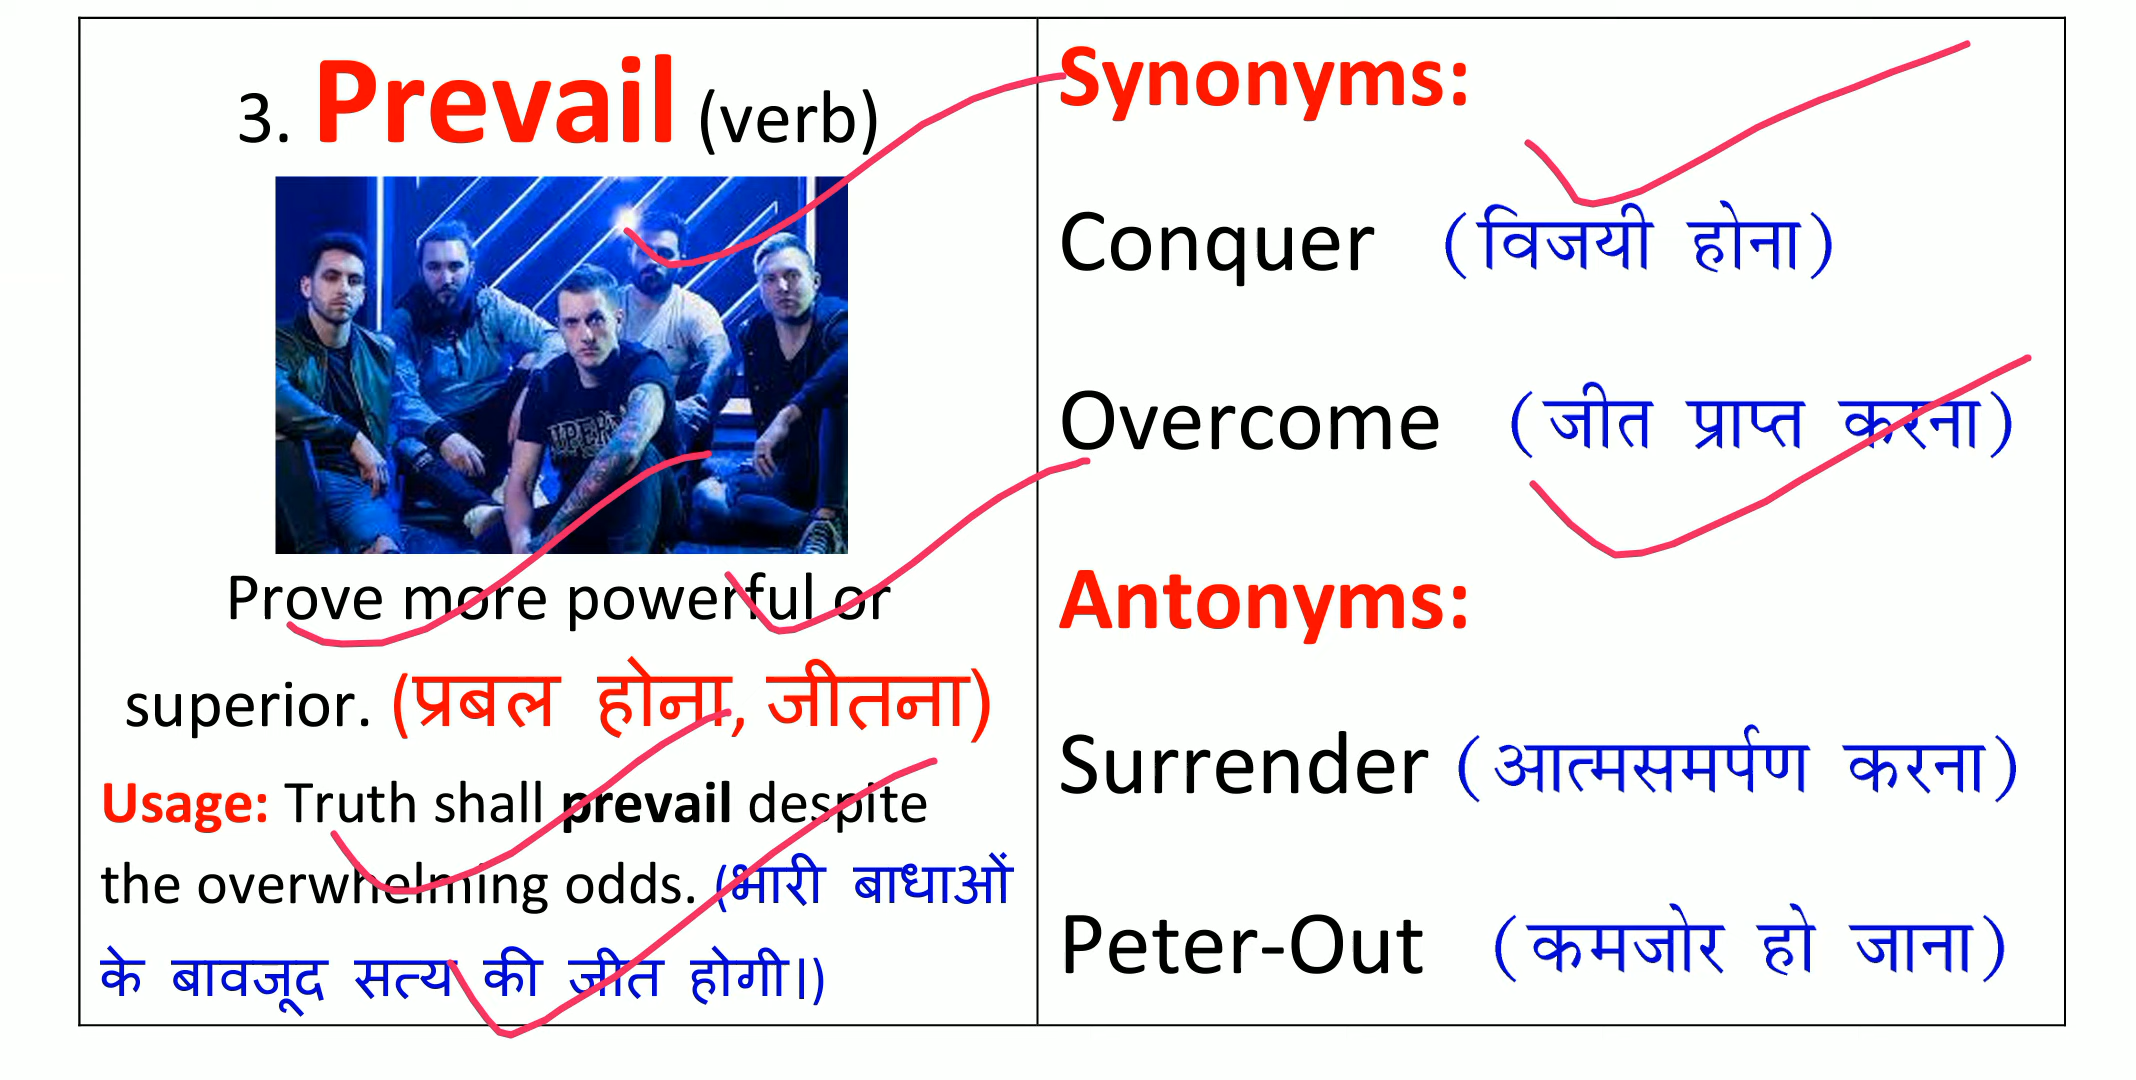 3. Prevail (verb)
Prove more powerful or
superior. (प्रबल होना, जीतना)
Usage: Truth shall prevail despite
the overwhelming odds. (भारी बाधाओं
के बावजूद सत्य की जीत होगी।)
Synonyms:
Conquer (विजयी होना)
Overcome (जीत प्राप्त करना)
Antonyms:
Surrender (आत्मसमर्पण करना)
Peter-Out (कमजोर हो जाना)